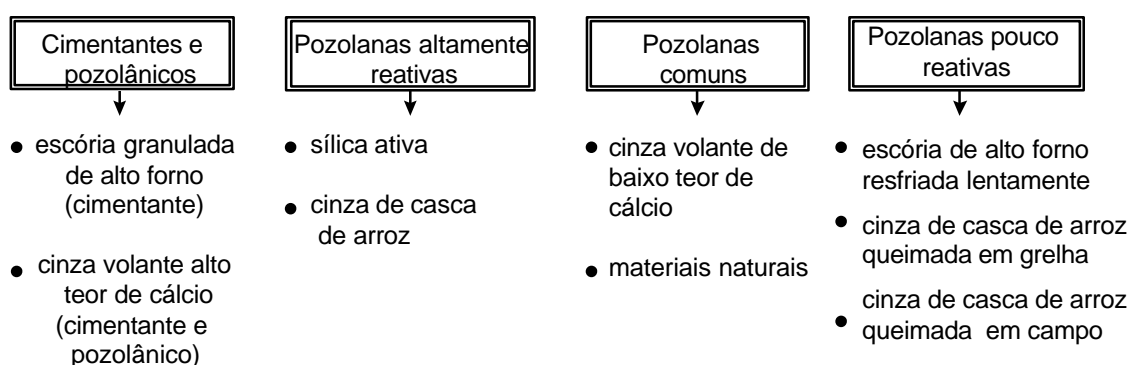 Cimentantes e
pozolânicos
● escória granulada
de alto forno
(cimentante)
● cinza volante alto
teor de cálcio
(cimentante e
pozolânico)
Pozolanas altamente
reativas
● sílica ativa
● cinza de casca
de arroz
Pozolanas
comuns
● cinza volante de
baixo teor de
cálcio
● materiais naturais
Pozolanas pouco
reativas
● escória de alto forno
resfriada lentamente
● cinza de casca de arroz
queimada em grelha
cinza de casca de arroz
● queimada em campo